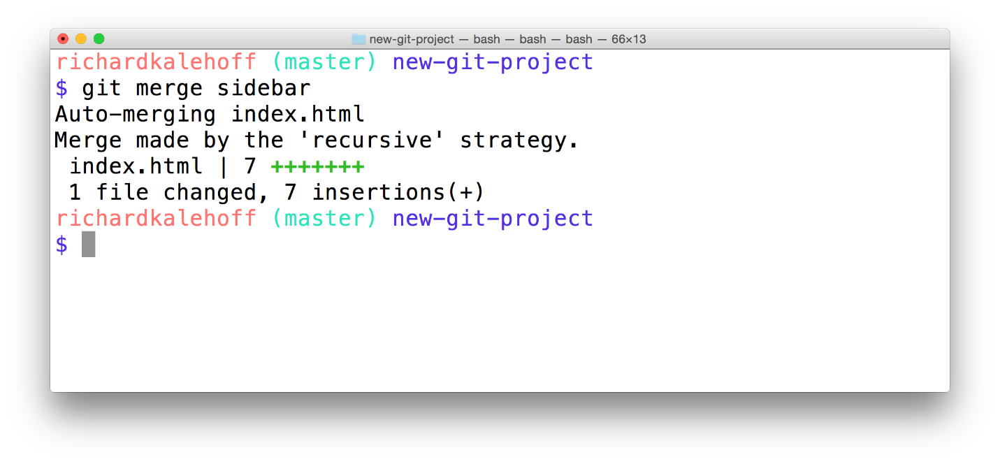 new-git-project — bash — bash — bash — 66×13
richardkalehoff (master) new-git-project
$ git merge sidebar
Auto-merging index.html
Merge made by the 'recursive' strategy.
 index.html | 7 +++++++
 1 file changed, 7 insertions(+)
richardkalehoff (master) new-git-project
$